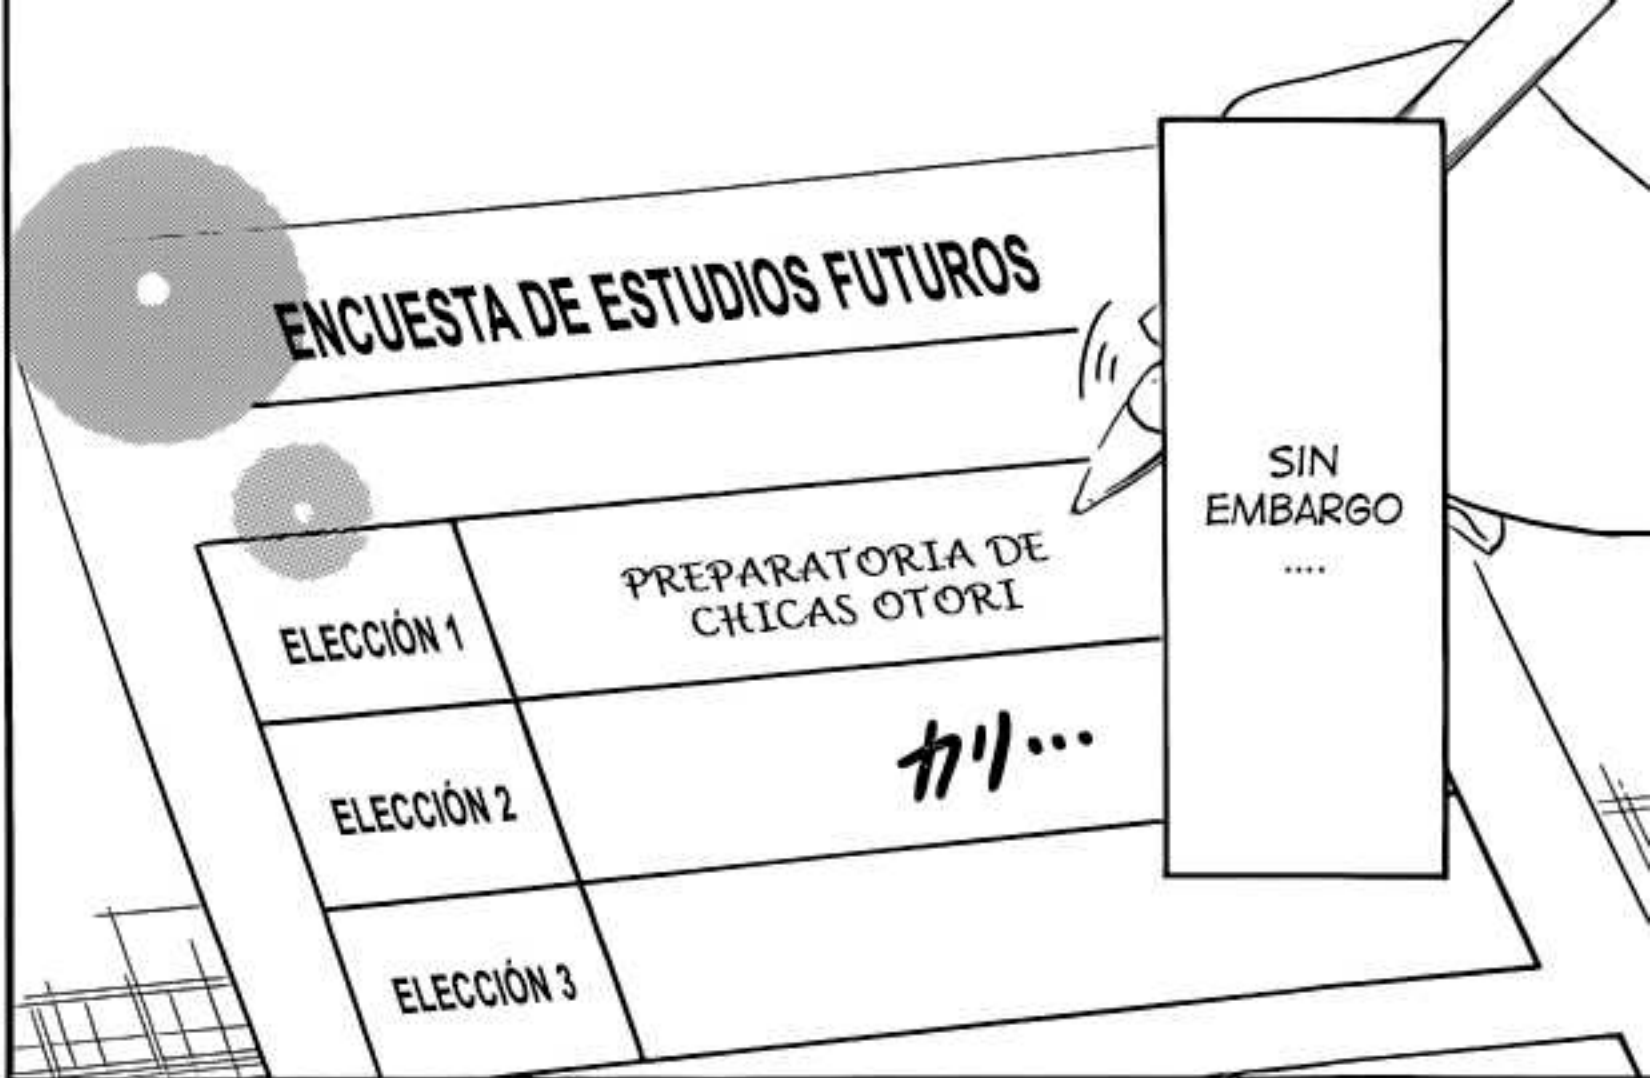 ENCUESTA DE ESTUDIOS FUTUROS
SIN
EMBARGO
....
ELECCIÓN 1
PREPARATORIA DE
CHICAS OTORI
ELECCIÓN 2
カリ…
ELECCIÓN 3